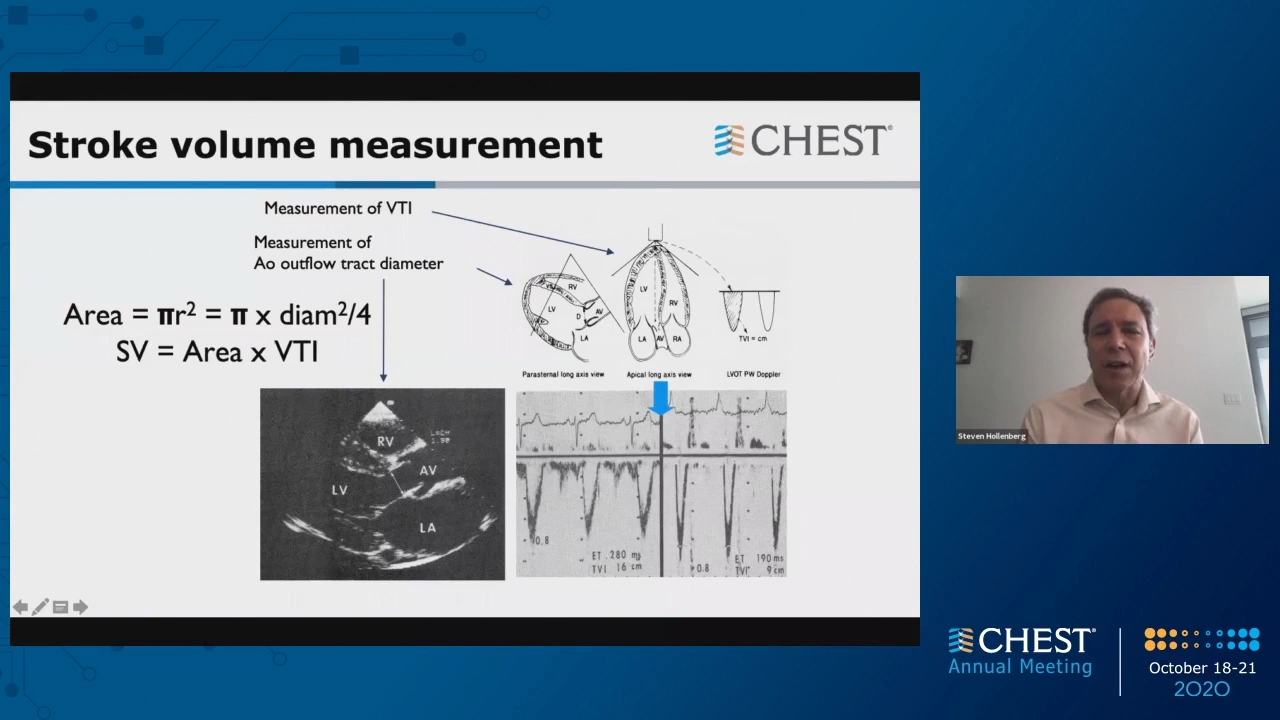 Stroke volume measurement
CHEST®
Measurement of VTI
Measurement of
Ao outflow tract diameter
Area = πr² = π x diam²/4
SV = Area x VTI
RV
LV
D
AV
LA
LV
RV
LA
AV
RA
TVI = cm
Parasternal long axis view
Apical long axis view
LVOT PW Doppler
RV
1.90
AV
LV
LA
0.8
ET . 280 ms
TVI 16 cm
0.8
ET 190 ms
TVI 9 cm
Steven Hollenberg
CHEST®
Annual Meeting
October 18-21
2020